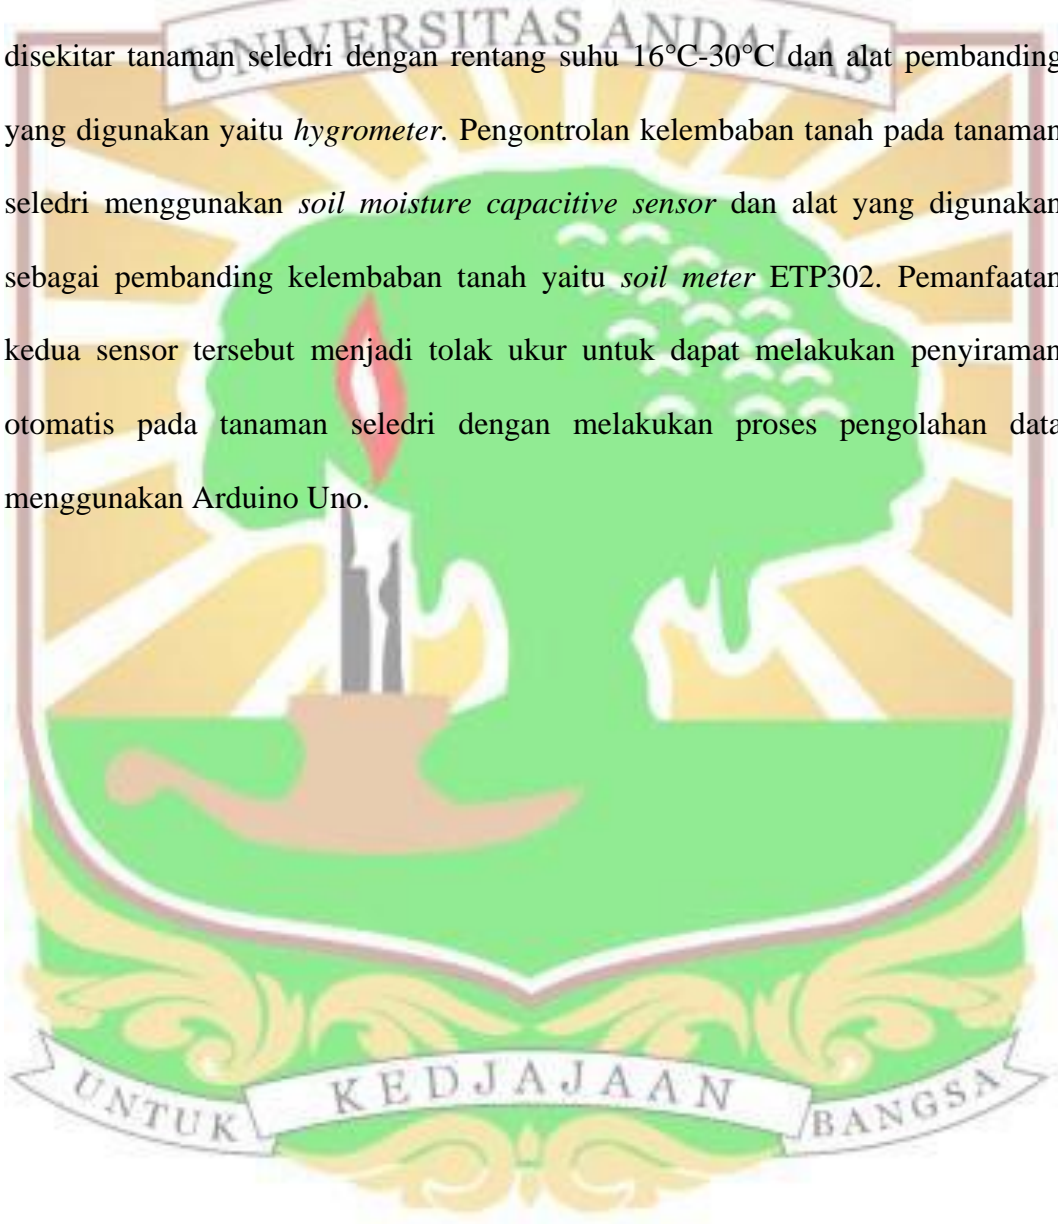 UNIVERSITAS ANDALAS
disekitar tanaman seledri dengan rentang suhu 16°C-30°C dan alat pembanding
yang digunakan yaitu hygrometer. Pengontrolan kelembaban tanah pada tanaman
seledri menggunakan soil moisture capacitive sensor dan alat yang digunakan
sebagai pembanding kelembaban tanah yaitu soil meter ETP302. Pemanfaatan
kedua sensor tersebut menjadi tolak ukur untuk dapat melakukan penyiraman
otomatis pada tanaman seledri dengan melakukan proses pengolahan data
menggunakan Arduino Uno.
UNTUK KEDJAJAAN BANGSA